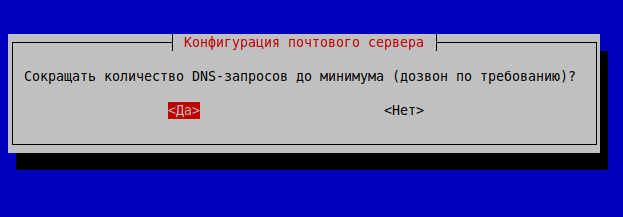 Конфигурация почтового сервера
Сокращать количество DNS-запросов до минимума (дозвон по требованию)?
<Да> <Нет>